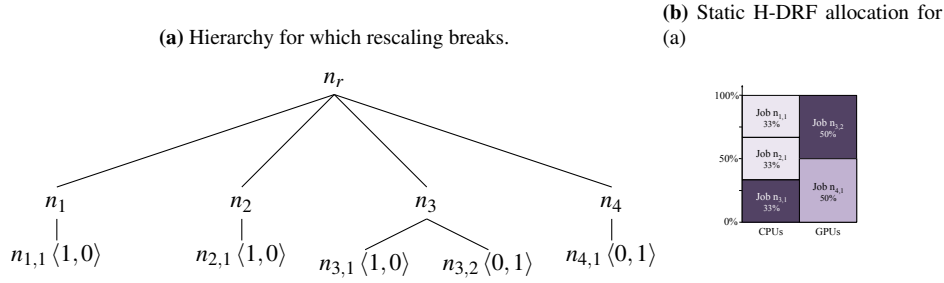 (b) Static H-DRF allocation for
(a)
(a) Hierarchy for which rescaling breaks.
n_r
n_1 n_2 n_3 n_4
n_{1,1} ⟨1,0⟩ n_{2,1} ⟨1,0⟩ n_{3,1} ⟨1,0⟩ n_{3,2} ⟨0,1⟩ n_{4,1} ⟨0,1⟩
100%
50%
0%
Job n_{1,1}
33%
Job n_{2,1}
33%
Job n_{3,1}
33%
Job n_{3,2}
50%
Job n_{4,1}
50%
CPUs GPUs